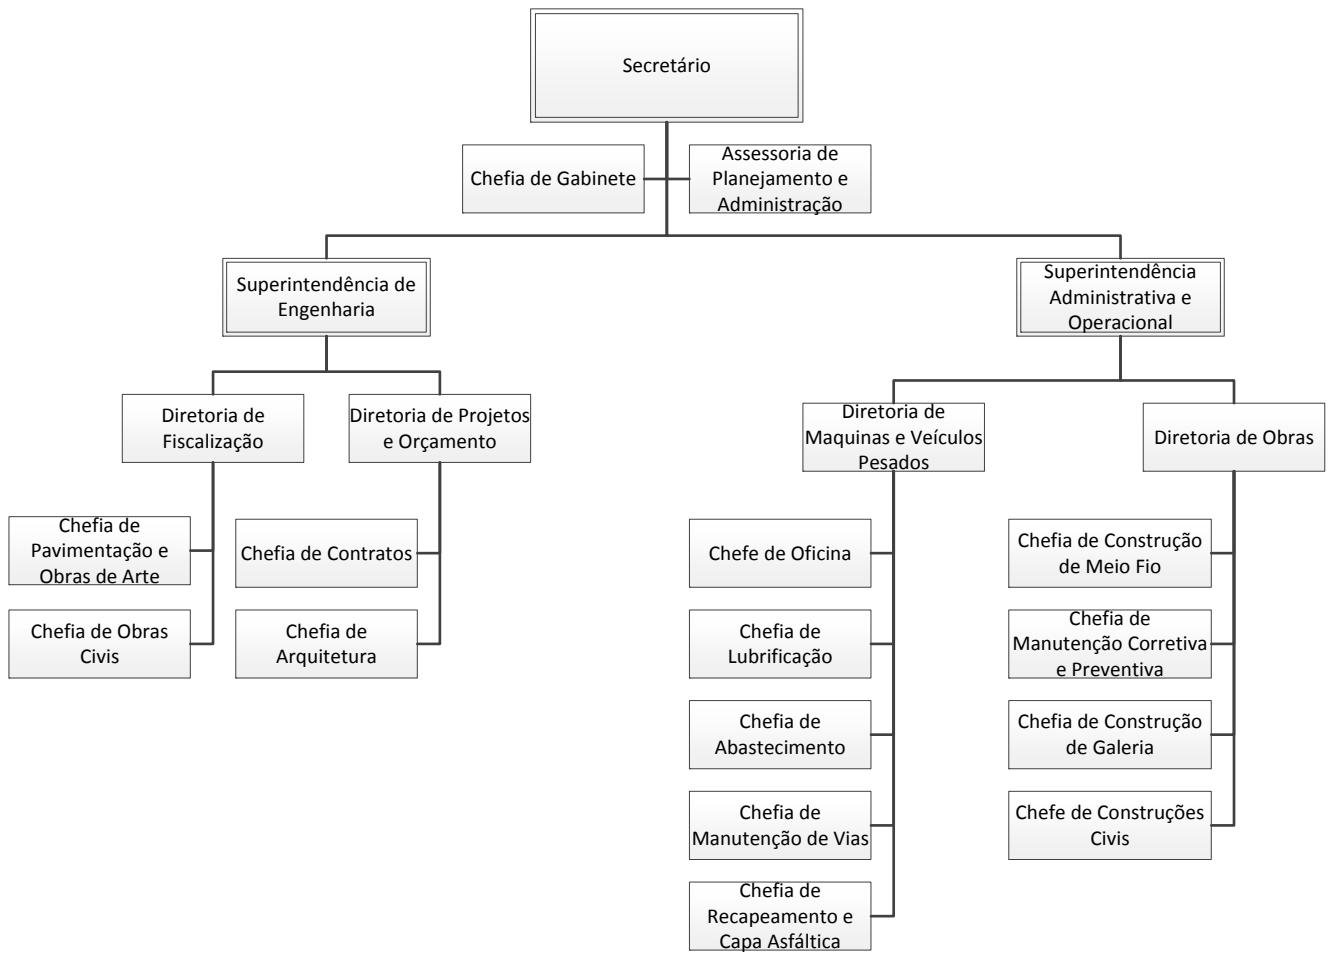 Secretário
Chefia de Gabinete
Assessoria de
Planejamento e
Administração
Superintendência de
Engenharia
Superintendência
Administrativa e
Operacional
Diretoria de
Fiscalização
Diretoria de Projetos
e Orçamento
Diretoria de
Maquinas e Veículos
Pesados
Diretoria de Obras
Chefia de
Pavimentação e
Obras de Arte
Chefia de Contratos
Chefe de Oficina
Chefia de Construção
de Meio Fio
Chefia de Obras
Civis
Chefia de
Arquitetura
Chefia de
Lubrificação
Chefia de
Manutenção Corretiva
e Preventiva
Chefia de
Abastecimento
Chefia de Construção
de Galeria
Chefia de
Manutenção de Vias
Chefe de Construções
Civis
Chefia de
Recapeamento e
Capa Asfáltica